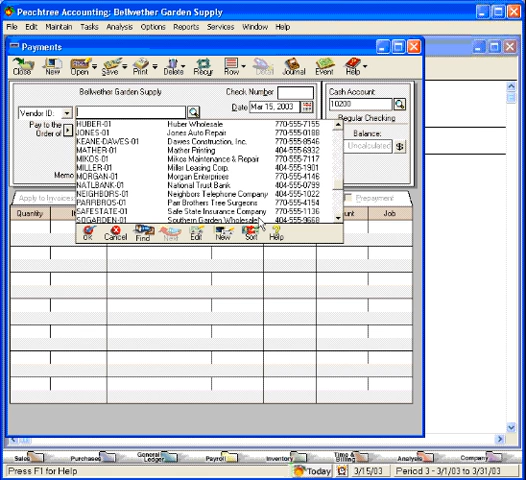 Peachtree Accounting: Bellwether Garden Supply
File Edit Maintain Tasks Analysis Options Reports Services Window Help
Payments
Close New Open Save Print Delete Recur Row Detail Journal Event Help
Bellwether Garden Supply
Check Number
Cash Account
Date Mar 15, 2003
10200
Vendor ID:
Regular Checking
Pay to the
Order of
Balance:
Uncalculated
Memo
HUBER-01 Huber Wholesale 770-555-7155
JONES-01 Jones Auto Repair 770-555-0188
KEANE-DAWES-01 Dawes Construction, Inc. 770-555-8546
MATHER-01 Mather Printing 404-555-6932
MIKOS-01 Mikos Maintenance & Repair 770-555-7117
MILLER-01 Miller Leasing Corp. 404-555-1901
MORGAN-01 Morgan Enterprises 770-555-4146
NATLBANK-01 National Trust Bank 404-555-0799
NEIGHBORS-01 Neighbors Telephone Company 770-555-1022
PARRBROS-01 Parr Brothers Tree Surgeons 770-555-4154
SAFESTATE-01 Safe State Insurance Company 770-555-1136
SOGARDEN-01 Southern Garden Wholesale 404-555-9668
OK Cancel Find Next Edit New Sort Help
Apply to Invoices
Prepayment
Quantity
Job
Sales Purchases General Ledger Payroll Inventory Time & Billing Analysis Company
Press F1 for Help
Today 3/15/03 Period 3 - 3/1/03 to 3/31/03